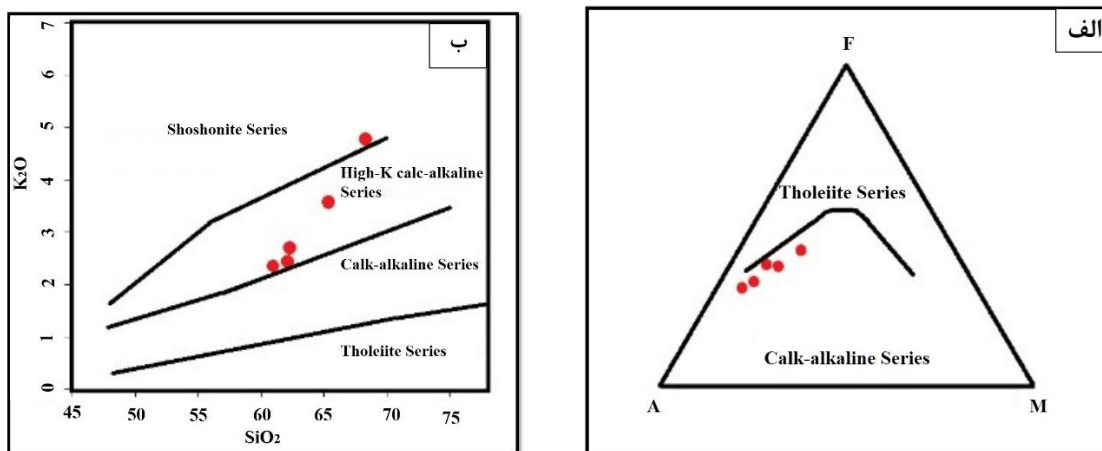 الف
F
Tholeiite Series
Calk-alkaline Series
A
M
ب
7
6
5
4
3
2
1
0
K₂O
Shoshonite Series
High-K calc-alkaline
Series
Calk-alkaline Series
Tholeiite Series
45 50 55 60 65 70 75
SiO₂